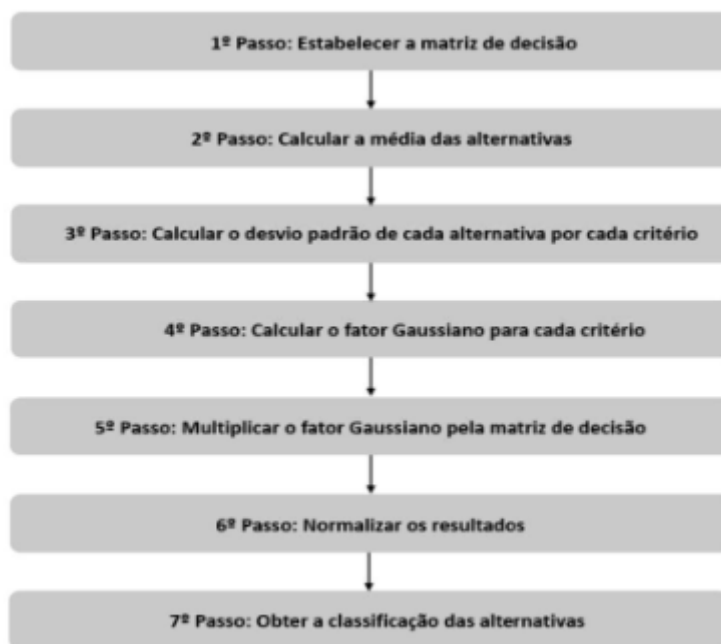 1º Passo: Estabelecer a matriz de decisão
2º Passo: Calcular a média das alternativas
3º Passo: Calcular o desvio padrão de cada alternativa por cada critério
4º Passo: Calcular o fator Gaussiano para cada critério
5º Passo: Multiplicar o fator Gaussiano pela matriz de decisão
6º Passo: Normalizar os resultados
7º Passo: Obter a classificação das alternativas